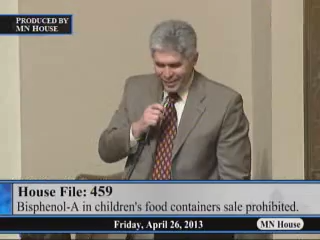 PRODUCED BY
MN HOUSE
House File: 459
Bisphenol-A in children's food containers sale prohibited.
Friday, April 26, 2013
MN House